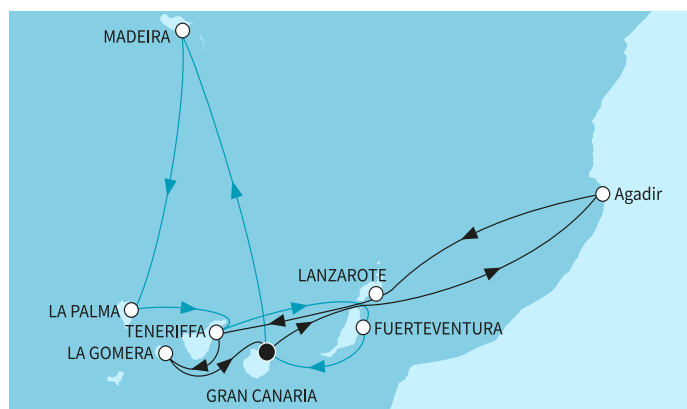 MADEIRA
Agadir
LANZAROTE
LA PALMA
TENERIFFA
FUERTEVENTURA
LA GOMERA
GRAN CANARIA